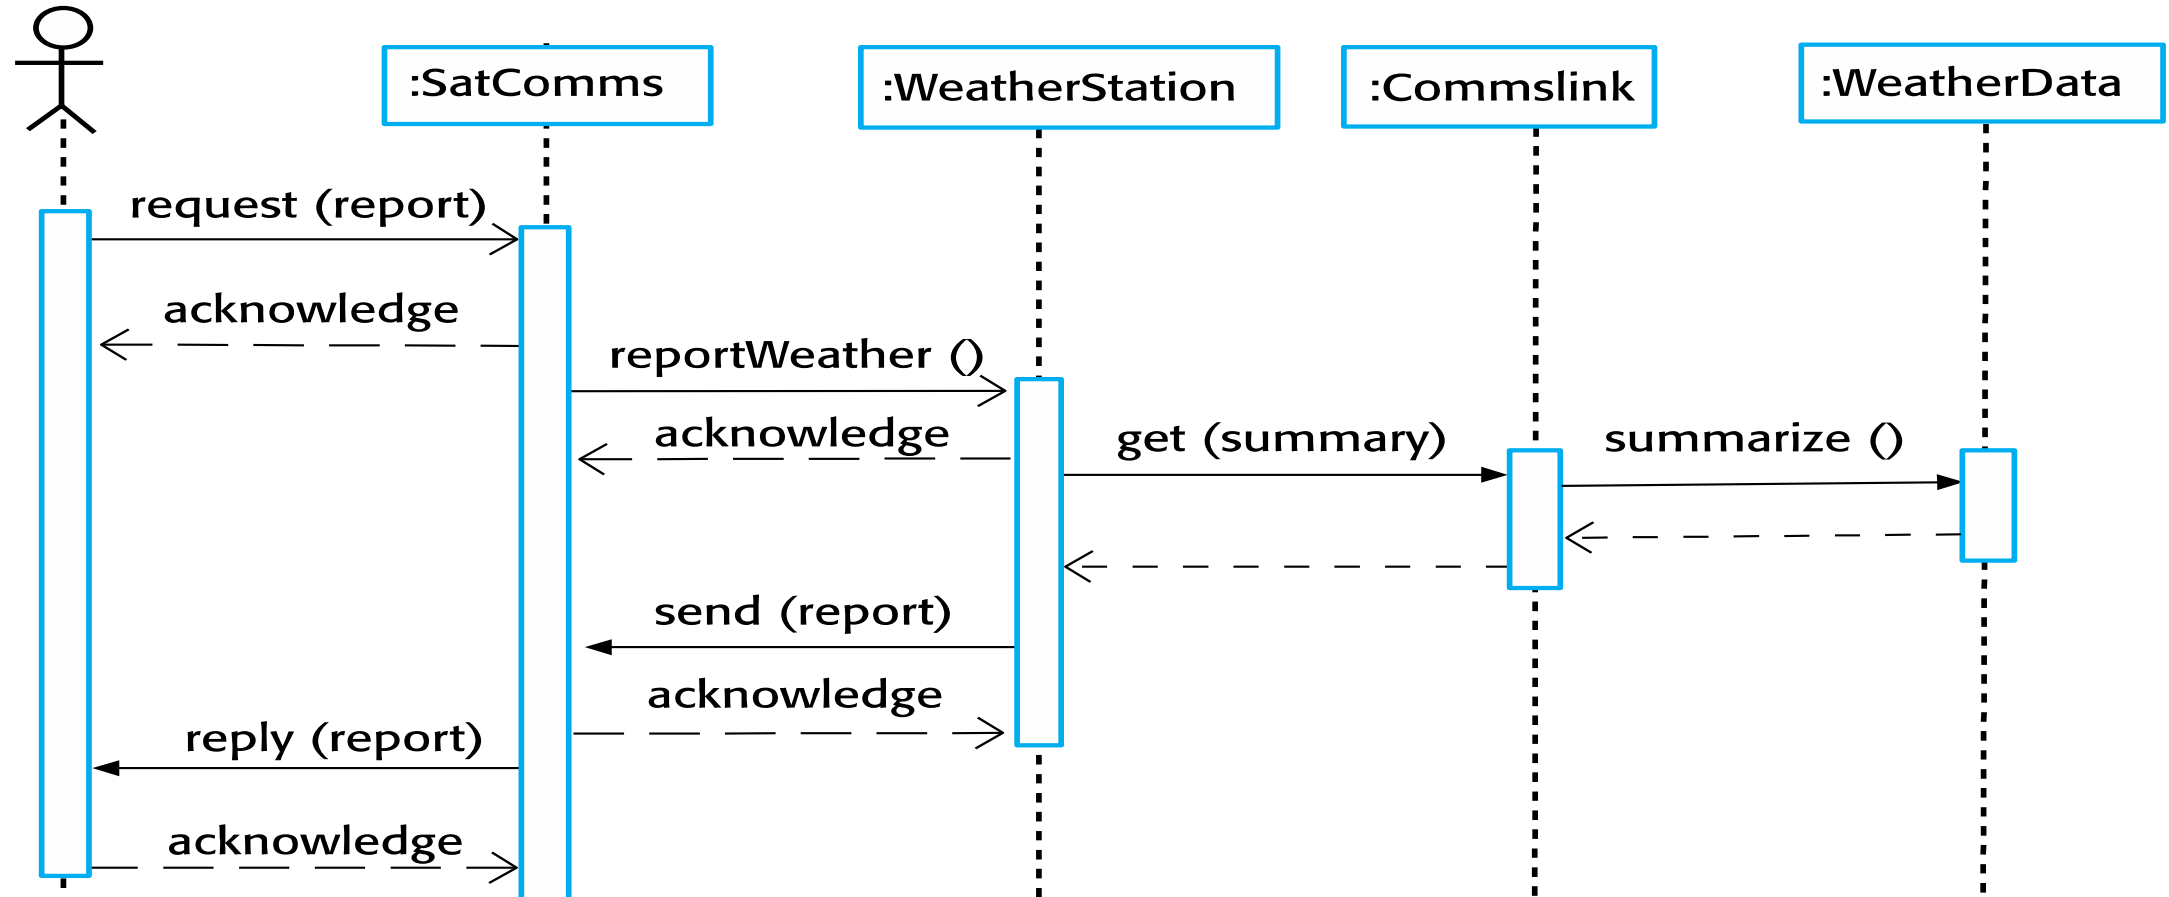 :SatComms
:WeatherStation
:Commslink
:WeatherData
request (report)
acknowledge
reportWeather ()
acknowledge
get (summary)
summarize ()
send (report)
acknowledge
reply (report)
acknowledge